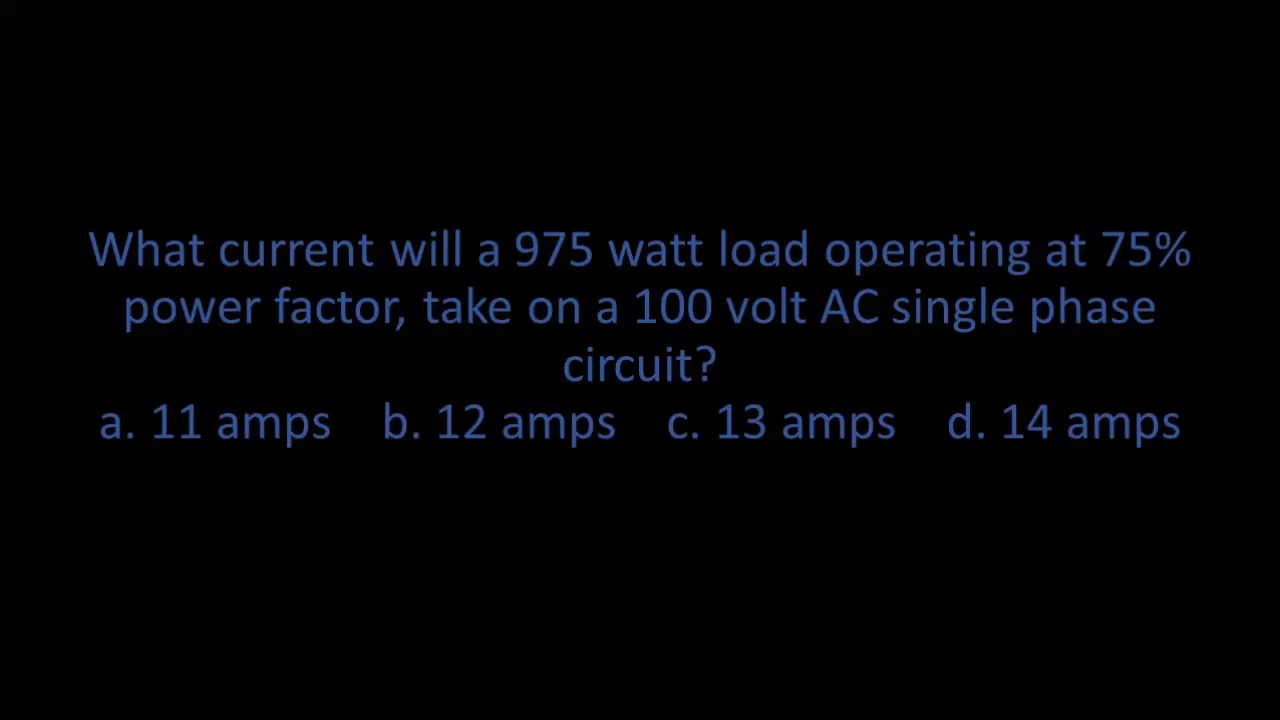 What current will a 975 watt load operating at 75%
power factor, take on a 100 volt AC single phase
circuit?
a. 11 amps b. 12 amps c. 13 amps d. 14 amps